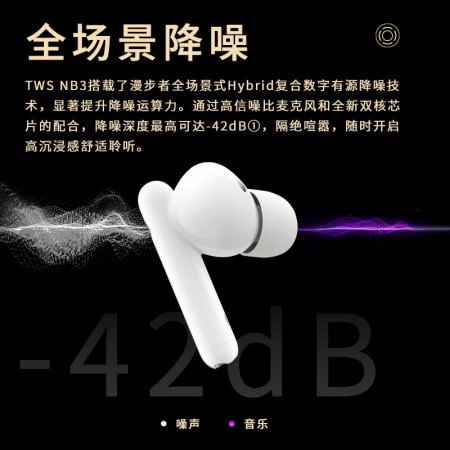 全场景降噪
TWS NB3搭载了漫步者全场景式Hybrid复合数字有源降噪技
术，显著提升降噪运算力。通过高信噪比麦克风和全新双核芯
片的配合，降噪深度最高可达-42dB①，隔绝喧嚣，随时开启
高沉浸感舒适聆听。
-42dB
噪声 音乐